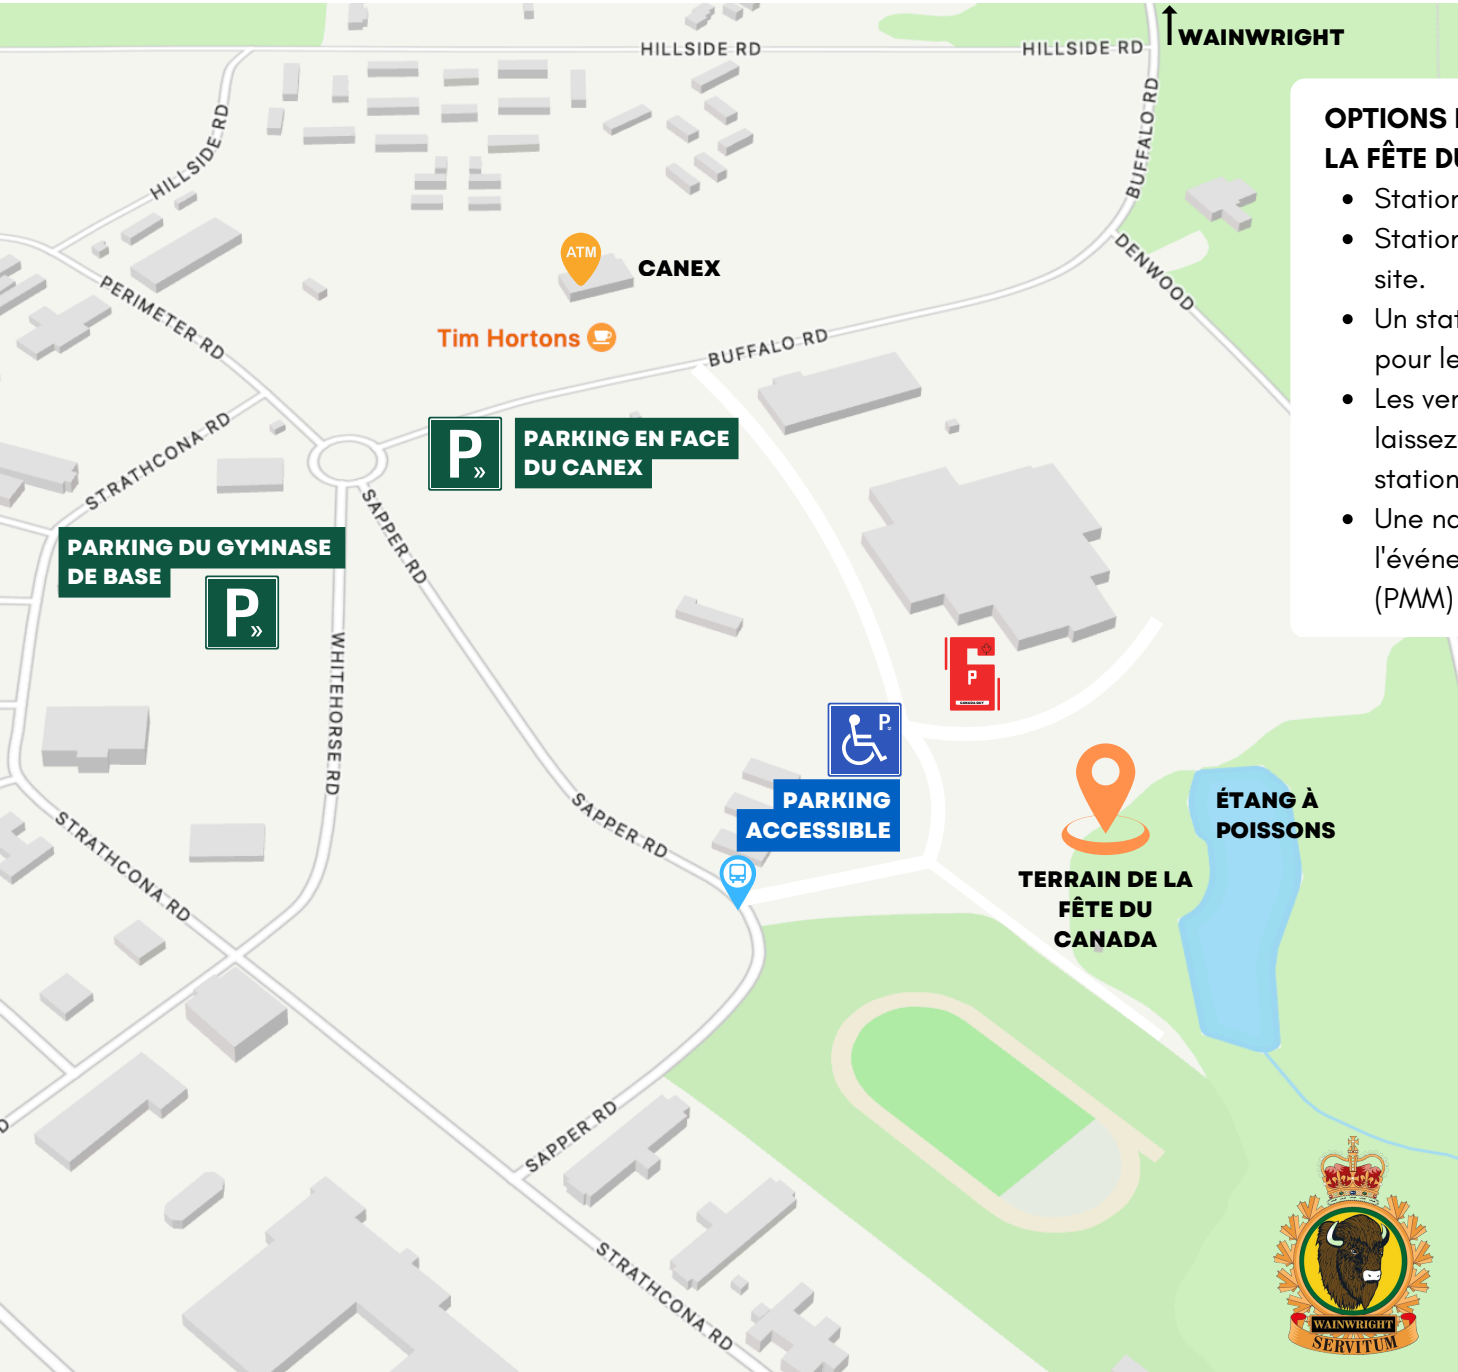 WAINWRIGHT
HILLSIDE RD
HILLSIDE RD
BUFFALO RD
HILLSIDE RD
OPTIONS
LA FÊTE DU
Station
Station
site.
Un stat
pour le
Les ver
laissez
station
Une na
l'événe
(PMM)
DENWOOD
ATM
CANEX
PERIMETER RD
Tim Hortons
BUFFALO RD
STRATHCONA RD
P»
PARKING EN FACE
DU CANEX
SAPPER RD
PARKING DU GYMNASE
DE BASE
P»
WHITEHORSE RD
P
CANADA DAY
P
PARKING
ACCESSIBLE
SAPPER RD
STRATHCONA RD
ÉTANG À
POISSONS
TERRAIN DE LA
FÊTE DU
CANADA
SAPPER RD
STRATHCONA RD
WAINWRIGHT
SERVITUM